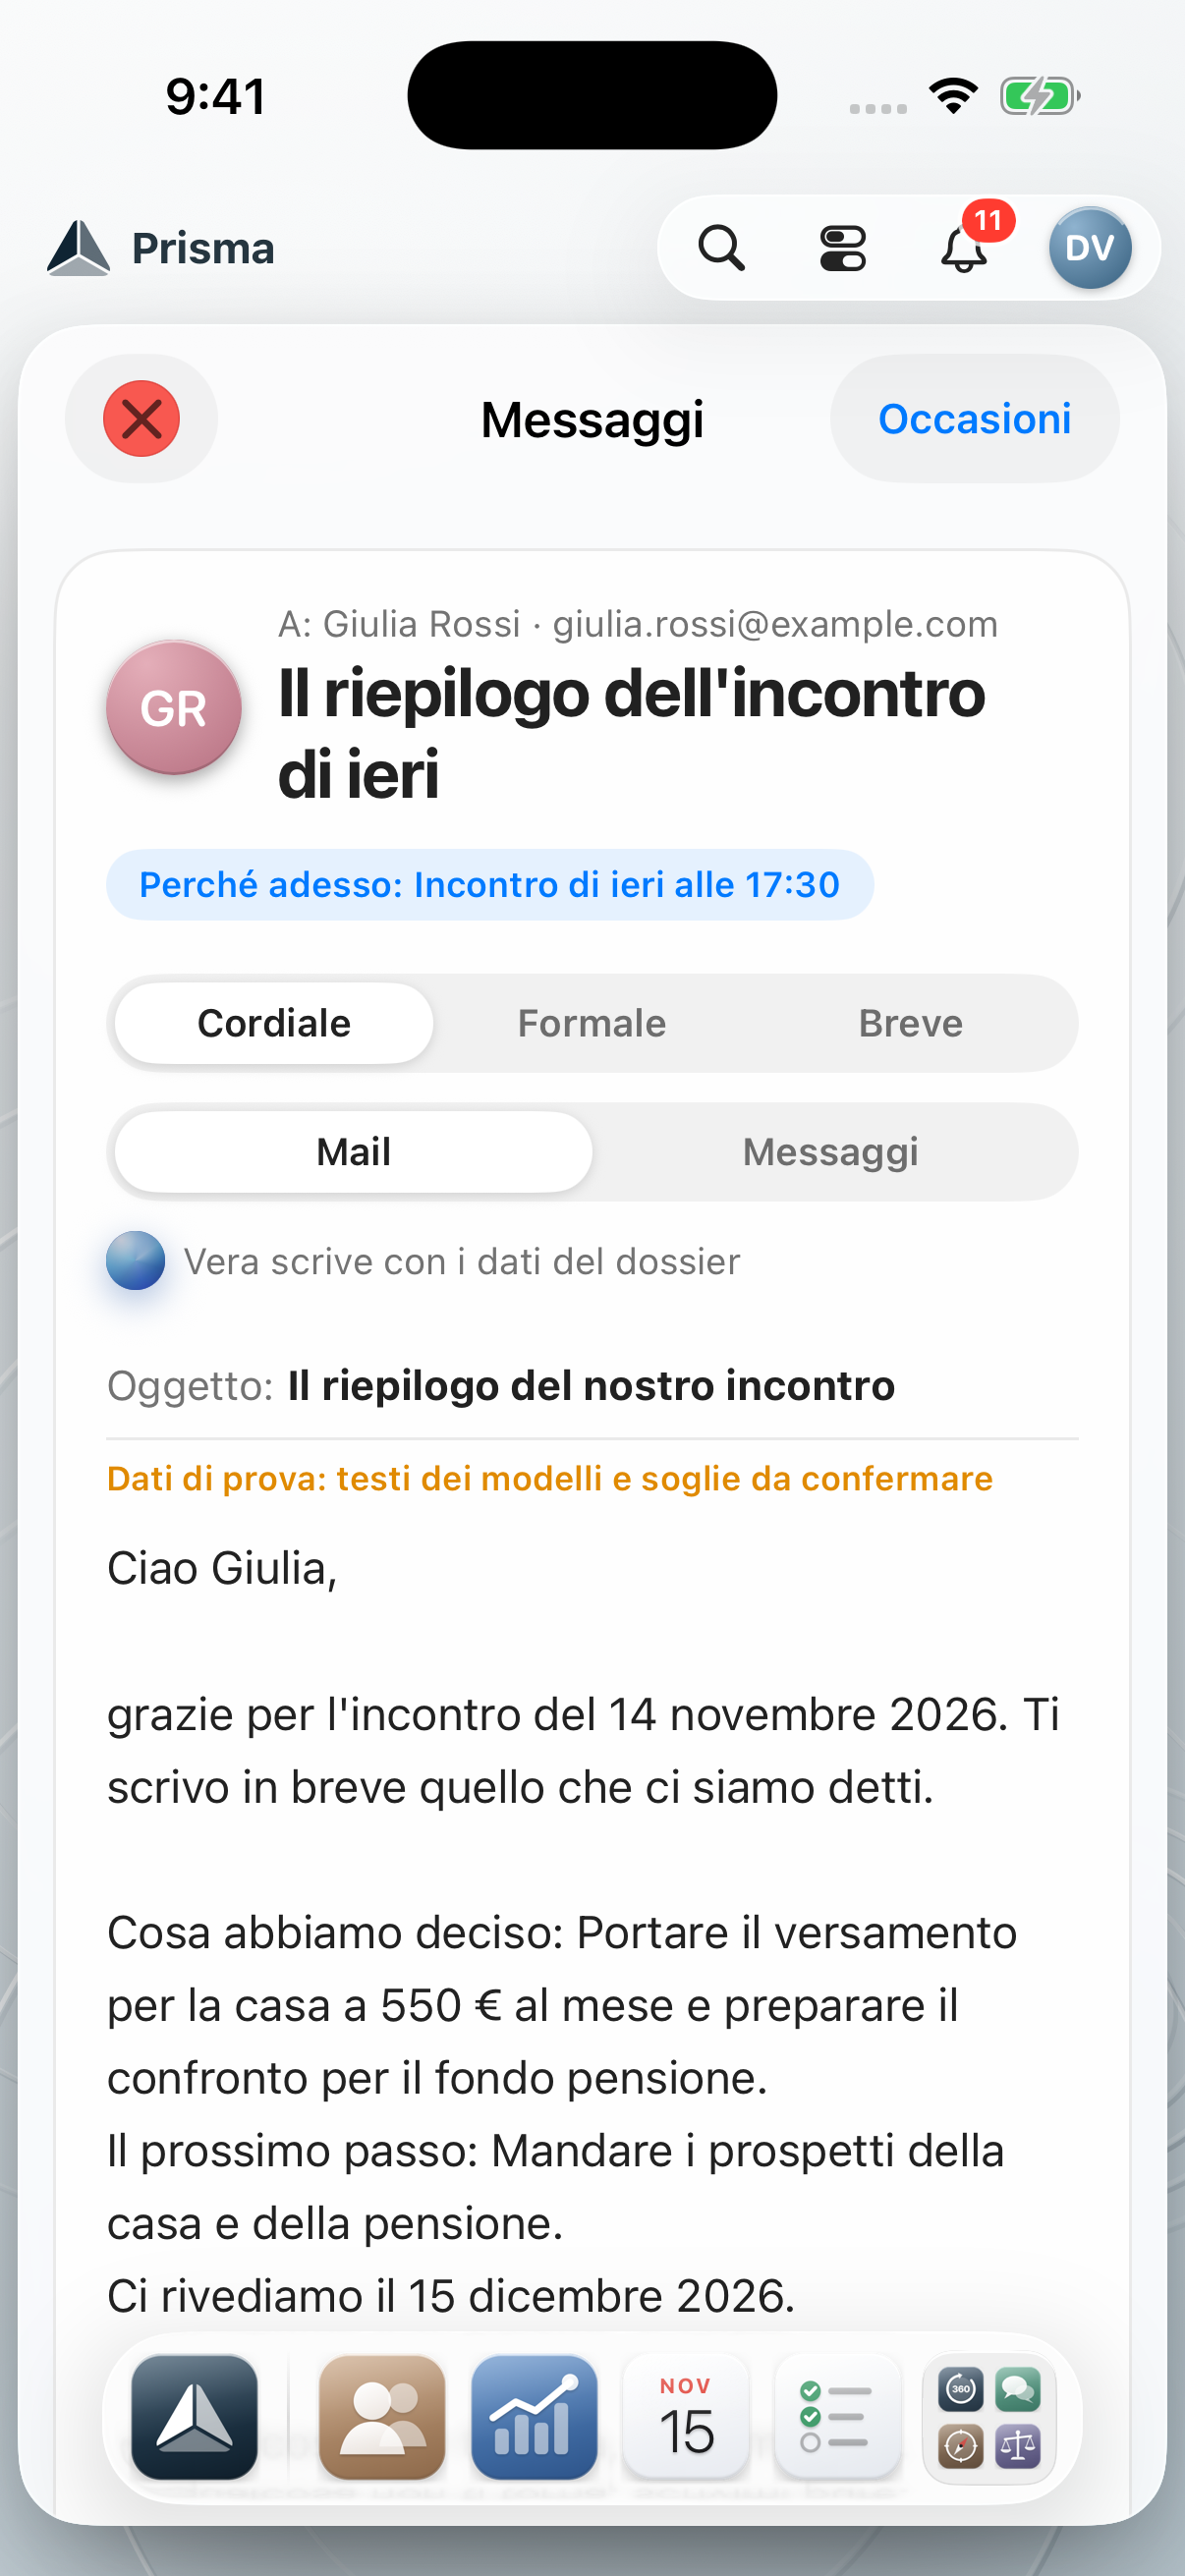 9:41
Prisma
11
DV
Messaggi
Occasioni
A: Giulia Rossi · giulia.rossi@example.com
GR
Il riepilogo dell'incontro
di ieri
Perché adesso: Incontro di ieri alle 17:30
Cordiale
Formale
Breve
Mail
Messaggi
Vera scrive con i dati del dossier
Oggetto: Il riepilogo del nostro incontro
Dati di prova: testi dei modelli e soglie da confermare
Ciao Giulia,
grazie per l'incontro del 14 novembre 2026. Ti
scrivo in breve quello che ci siamo detti.
Cosa abbiamo deciso: Portare il versamento
per la casa a 550 € al mese e preparare il
confronto per il fondo pensione.
Il prossimo passo: Mandare i prospetti della
casa e della pensione.
Ci rivediamo il 15 dicembre 2026.
NOV
15
360